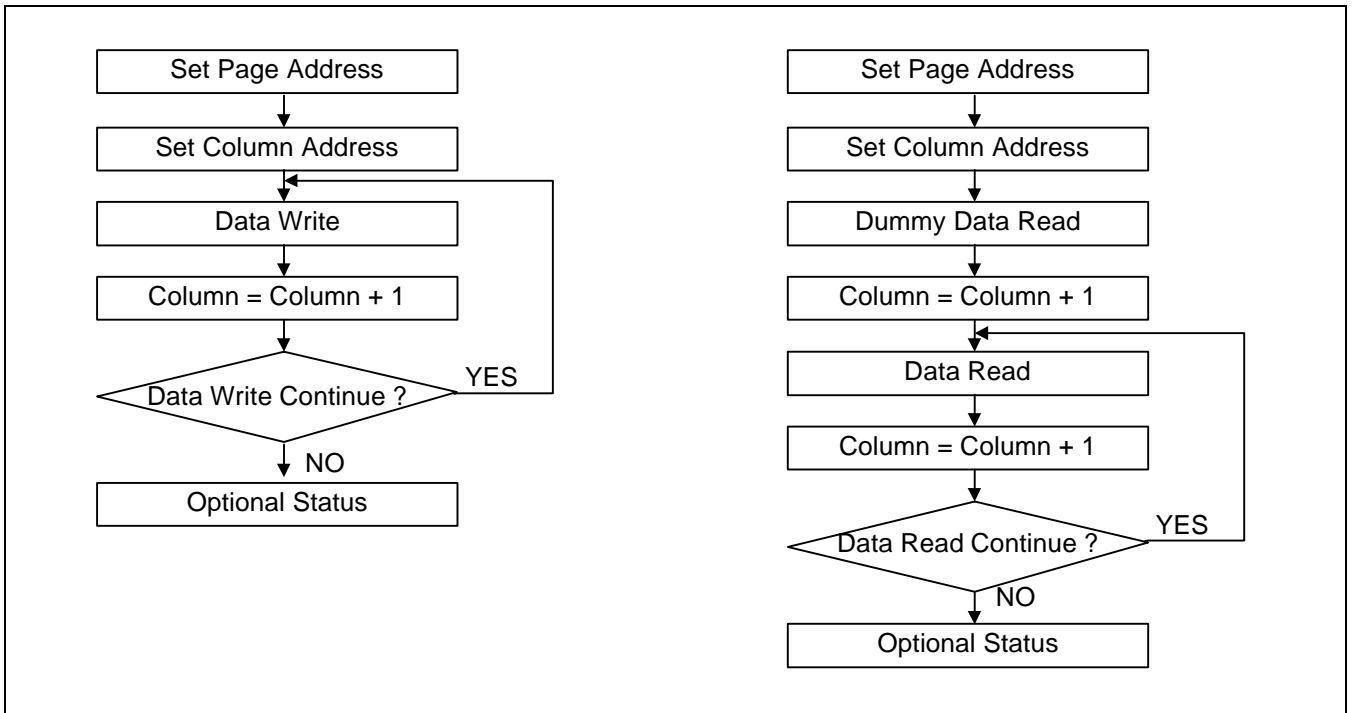 Set Page Address
Set Column Address
Data Write
Column = Column + 1
Data Write Continue ?
YES
NO
Optional Status
Set Page Address
Set Column Address
Dummy Data Read
Column = Column + 1
Data Read
Column = Column + 1
Data Read Continue ?
YES
NO
Optional Status